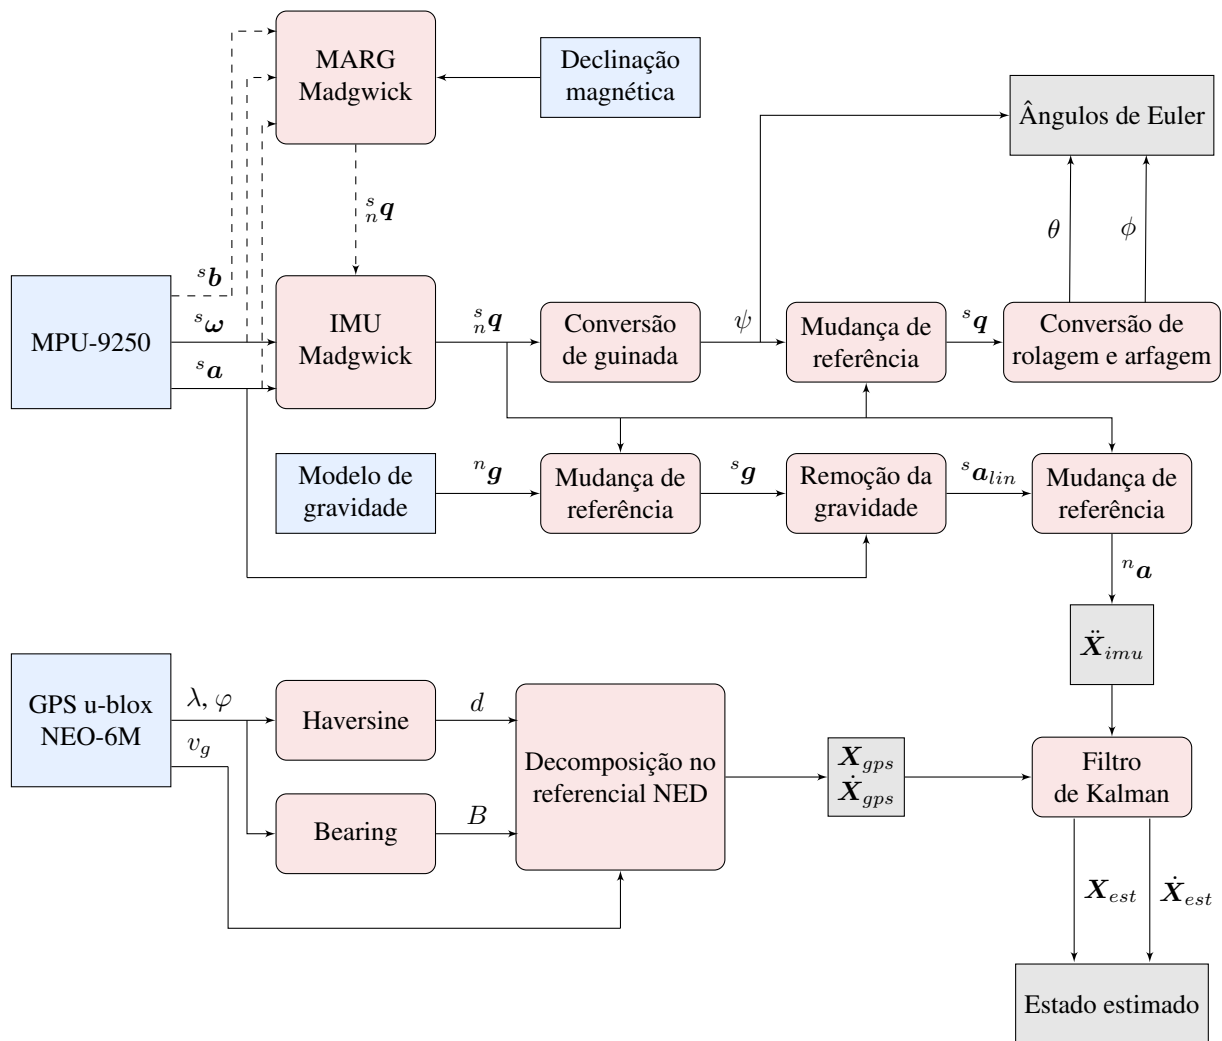 MARG
Madgwick
Declinação
magnética
Ângulos de Euler
ˢₙq
θ
ϕ
MPU-9250
ˢb
ˢω
ˢa
IMU
Madgwick
ˢₙq
Conversão
de guinada
ψ
Mudança de
referência
ˢq
Conversão de
rolagem e arfagem
Modelo de
gravidade
ⁿg
Mudança de
referência
ˢg
Remoção da
gravidade
ˢa_lin
Mudança de
referência
ⁿa
Ẍ_imu
GPS u-blox
NEO-6M
λ, φ
v_g
Haversine
d
Bearing
B
Decomposição no
referencial NED
X_gps
Ẋ_gps
Filtro
de Kalman
X_est
Ẋ_est
Estado estimado